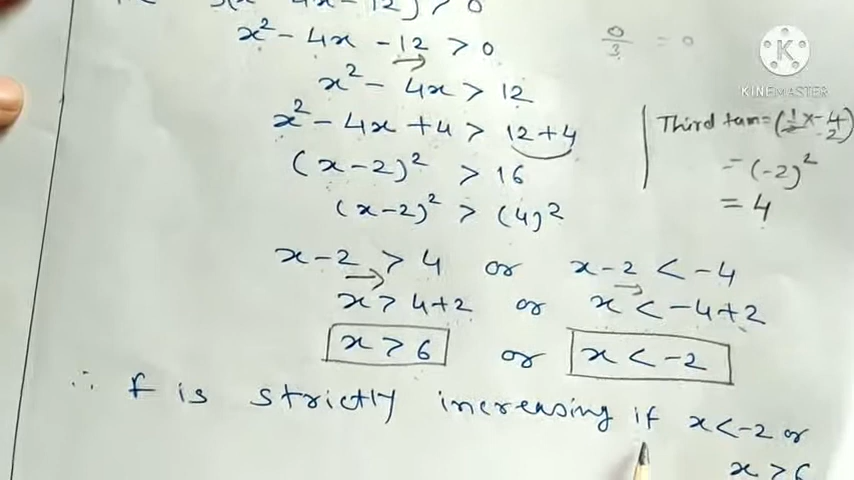 x² - 4x - 12 > 0
0/3 = 0
KINEMASTER
x² - 4x > 12
x² - 4x + 4 > 12 + 4
Third tam = (1/2 x - 4/2)²
(x - 2)² > 16
= (-2)²
(x - 2)² > (4)²
= 4
x - 2 > 4 or x - 2 < -4
x > 4 + 2 or x < -4 + 2
x > 6 or x < -2
∴ f is strictly increasing if x < -2 or
x > 6